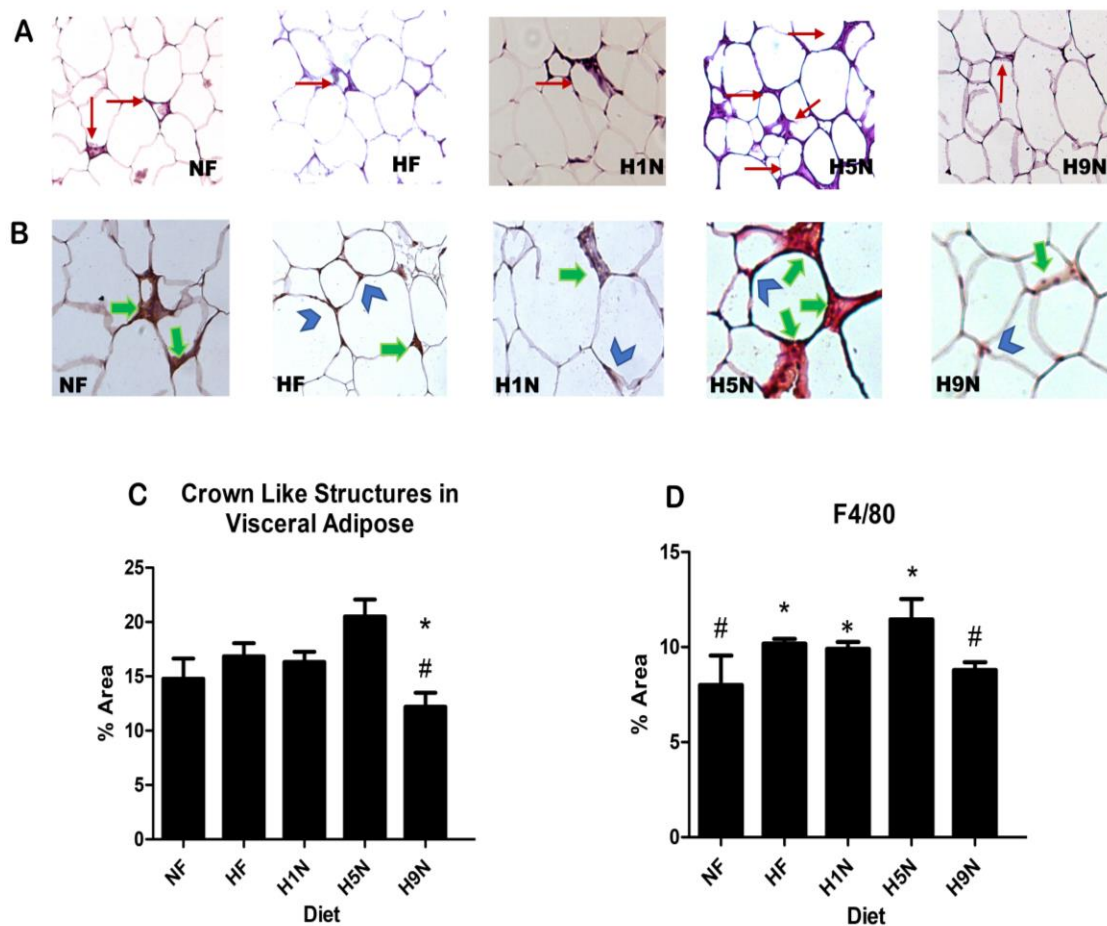 A
NF
HF
H1N
H5N
H9N
B
NF
HF
H1N
H5N
H9N
C Crown Like Structures in
Visceral Adipose
% Area
25
20
15
10
5
0
*
#
NF HF H1N H5N H9N
Diet
D F4/80
% Area
15
10
5
0
# * * * #
NF HF H1N H5N H9N
Diet